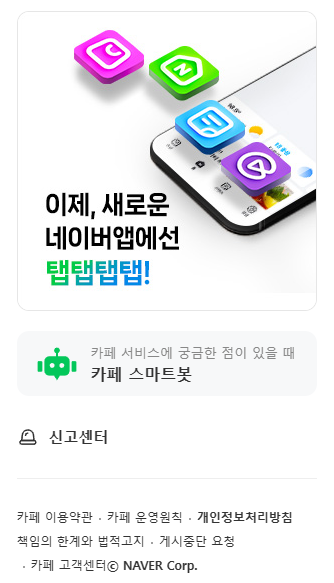 이제, 새로운
네이버앱에선
탭탭탭탭!
카페 서비스에 궁금한 점이 있을 때
카페 스마트봇
신고센터
카페 이용약관 · 카페 운영원칙 · 개인정보처리방침
책임의 한계와 법적고지 · 게시중단 요청
· 카페 고객센터© NAVER Corp.